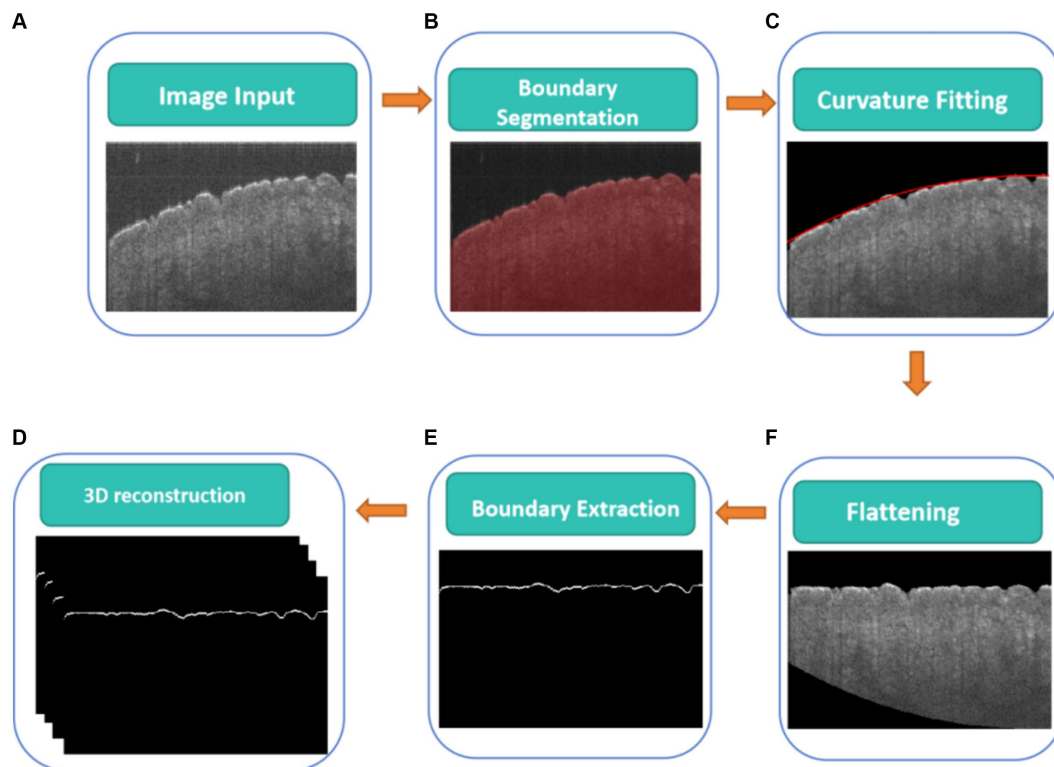 A
Image Input
B
Boundary
Segmentation
C
Curvature Fitting
D
3D reconstruction
E
Boundary Extraction
F
Flattening